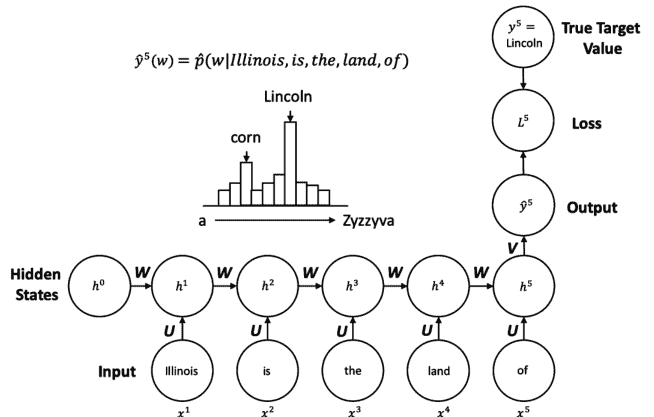 y⁵ =
Lincoln
True Target
Value
ŷ⁵(w) = p̂(w|Illinois, is, the, land, of)
Lincoln
corn
L⁵
Loss
ŷ⁵
Output
a
Zyzzyva
V
Hidden
States
h⁰
W
h¹
W
h²
W
h³
W
h⁴
W
h⁵
U
U
U
U
U
Input
Illinois
is
the
land
of
x¹
x²
x³
x⁴
x⁵